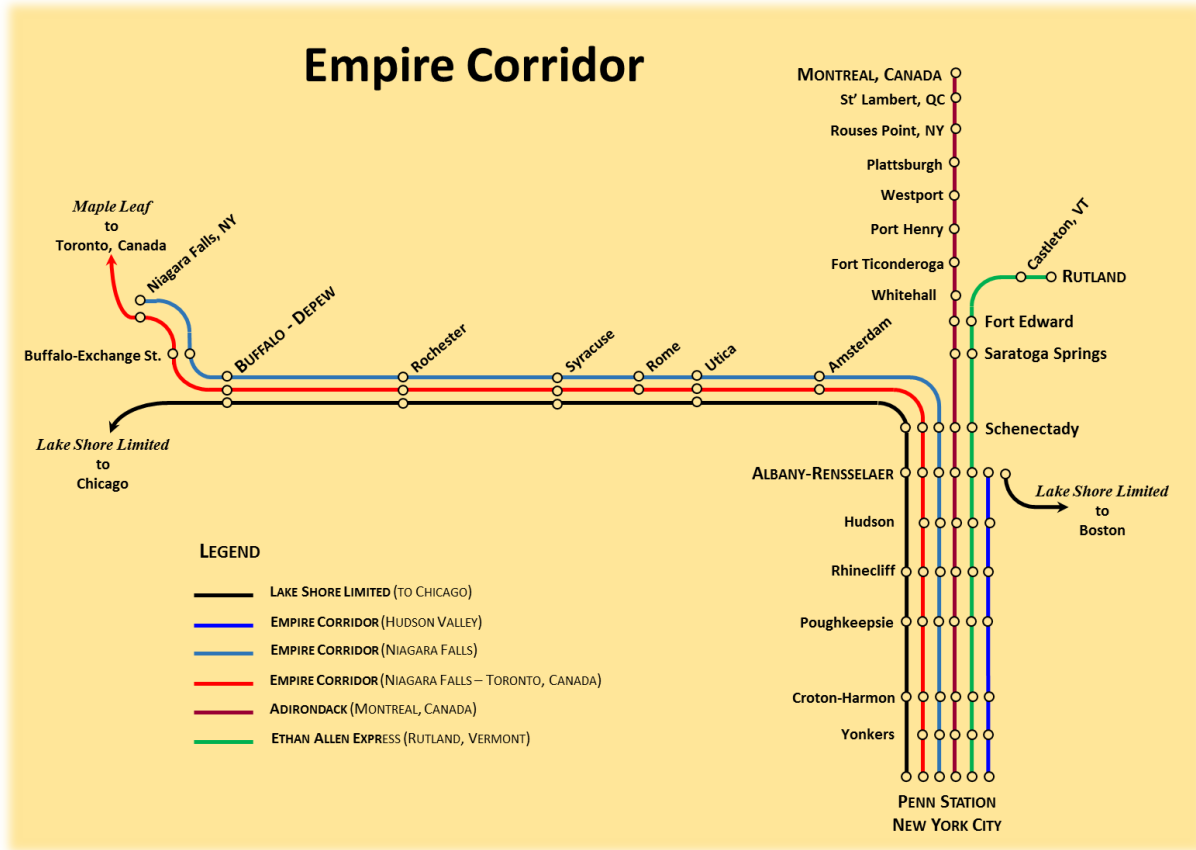 Empire Corridor
MONTREAL, CANADA
St’ Lambert, QC
Rouses Point, NY
Plattsburgh
Westport
Port Henry
Fort Ticonderoga
Whitehall
Castleton, VT
RUTLAND
Fort Edward
Saratoga Springs
Schenectady
Maple Leaf
to
Toronto, Canada
Niagara Falls, NY
Buffalo-Exchange St.
BUFFALO - DEPEW
Rochester
Syracuse
Rome
Utica
Amsterdam
Lake Shore Limited
to
Chicago
ALBANY-RENSSELAER
Lake Shore Limited
to
Boston
Hudson
Rhinecliff
Poughkeepsie
Croton-Harmon
Yonkers
PENN STATION
NEW YORK CITY
LEGEND
LAKE SHORE LIMITED (TO CHICAGO)
EMPIRE CORRIDOR (HUDSON VALLEY)
EMPIRE CORRIDOR (NIAGARA FALLS)
EMPIRE CORRIDOR (NIAGARA FALLS – TORONTO, CANADA)
ADIRONDACK (MONTREAL, CANADA)
ETHAN ALLEN EXPRESS (RUTLAND, VERMONT)